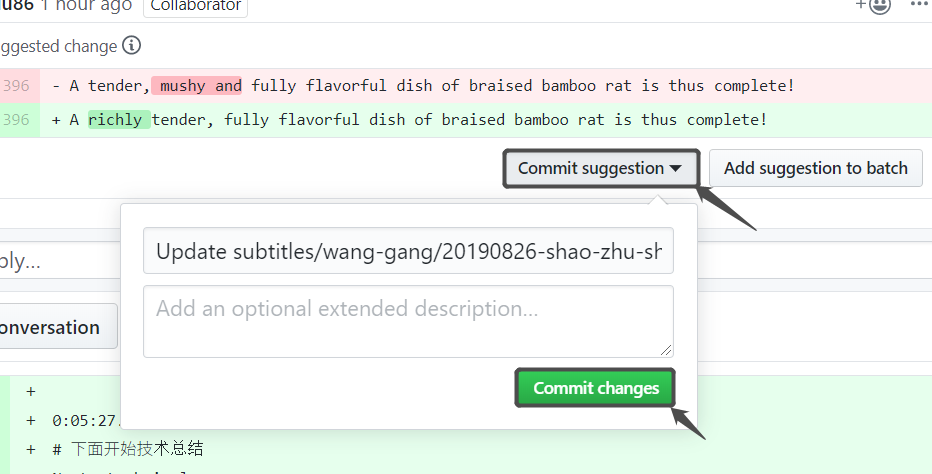 u86 1 hour ago Collaborator
ggested change
396 - A tender, mushy and fully flavorful dish of braised bamboo rat is thus complete!
396 + A richly tender, fully flavorful dish of braised bamboo rat is thus complete!
Commit suggestion Add suggestion to batch
Update subtitles/wang-gang/20190826-shao-zhu-sh
ply...
Add an optional extended description...
onversation
Commit changes
+
+ 0:05:27.
+ # 下面开始技术总结